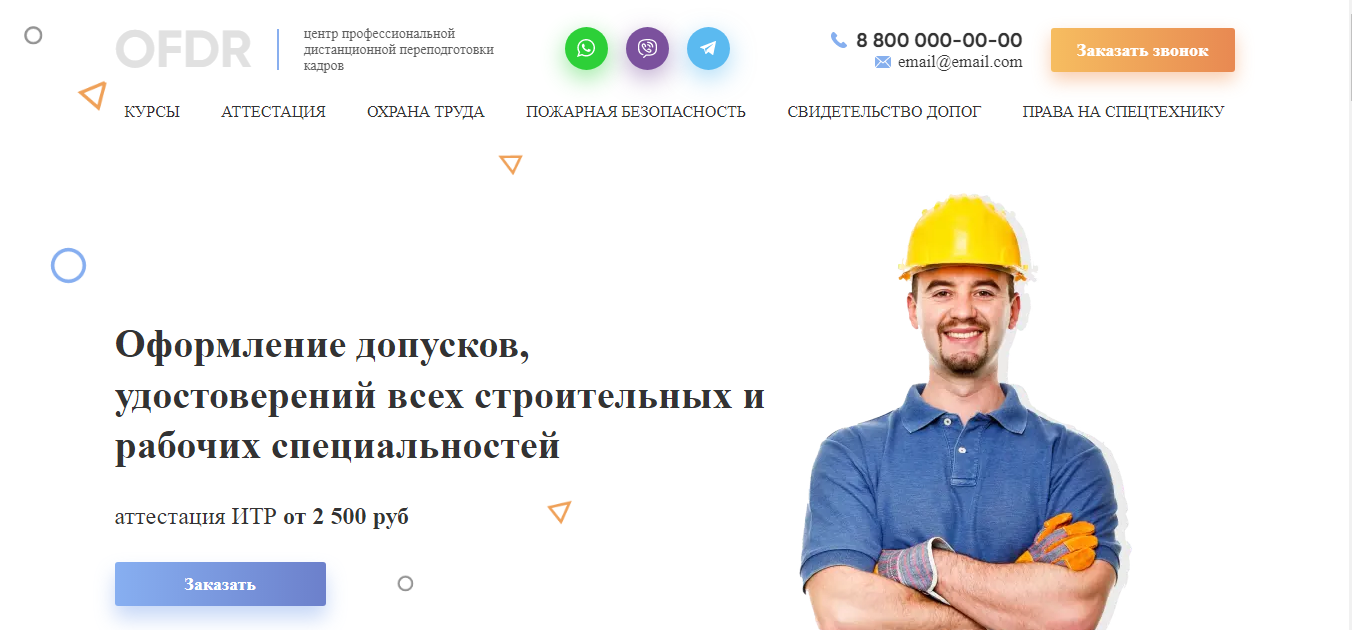 OFDR
центр профессиональной
дистанционной переподготовки
кадров
8 800 000-00-00
email@email.com
Заказать звонок
КУРСЫ АТТЕСТАЦИЯ ОХРАНА ТРУДА ПОЖАРНАЯ БЕЗОПАСНОСТЬ СВИДЕТЕЛЬСТВО ДОПОГ ПРАВА НА СПЕЦТЕХНИКУ
Оформление допусков,
удостоверений всех строительных и
рабочих специальностей
аттестация ИТР от 2 500 руб
Заказать